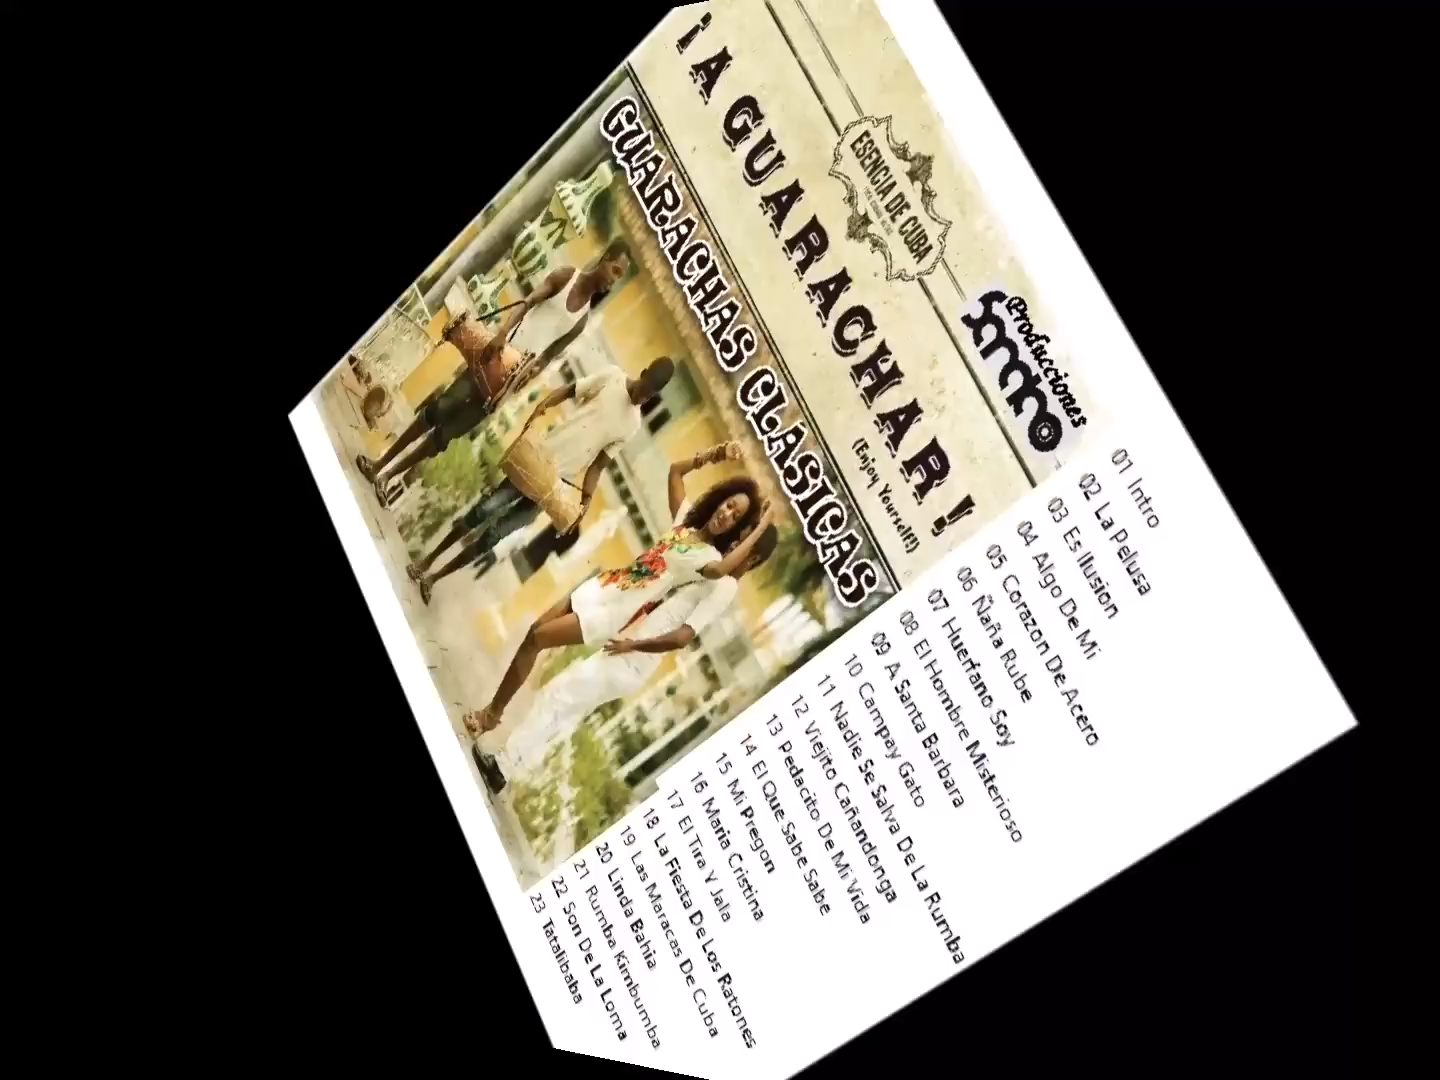 ESENCIA DE CUBA
¡A GUARACHAR!
(Enjoy Yourself!)
Producciones
GUARACHAS CLASICAS
01 Intro
02 La Pelusa
03 Es Ilusion
04 Algo De Mi
05 Corazon De Acero
06 Ñaña Rube
07 Huerfano Soy
08 El Hombre Misterioso
09 A Santa Barbara
10 Campay Gato
11 Nadie Se Salva De La Rumba
12 Viejito Cañandonga
13 Pedacito De Mi Vida
14 El Que Sabe Sabe
15 Mi Pregon
16 Maria Cristina
17 El Tira Y Jala
18 La Fiesta De Los Ratones
19 Las Maracas De Cuba
20 Linda Bahia
21 Rumba Kimbumba
22 Son De La Loma
23 Tatalibaba